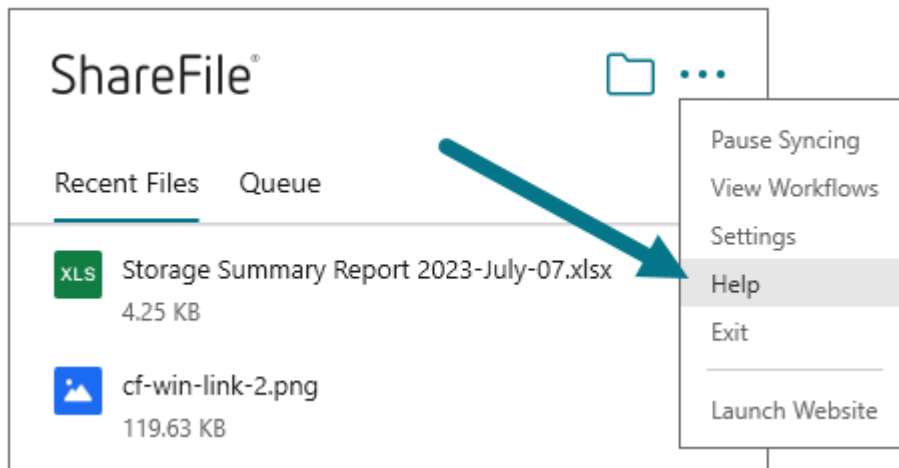 ShareFile®
Recent Files Queue
XLS Storage Summary Report 2023-July-07.xlsx
4.25 KB
cf-win-link-2.png
119.63 KB
Pause Syncing
View Workflows
Settings
Help
Exit
Launch Website